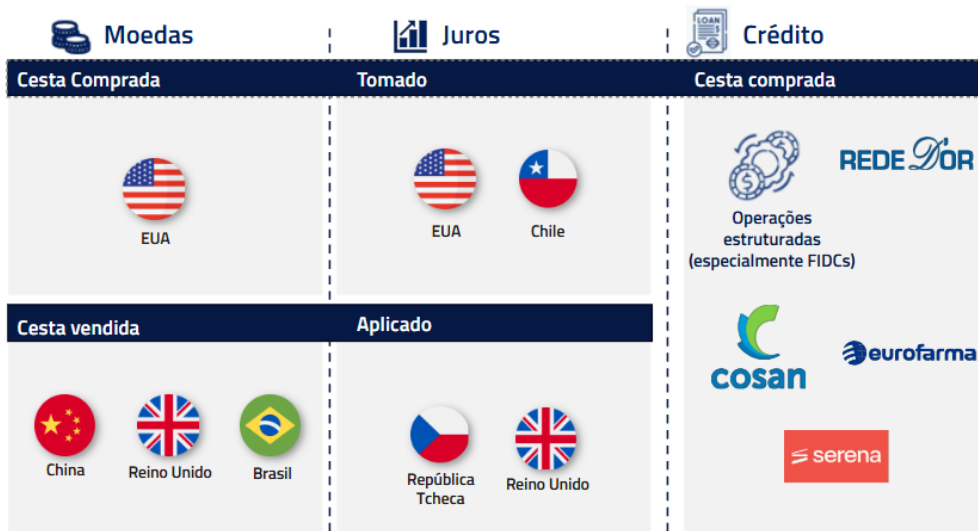 Moedas
Juros
LOAN
Crédito
Cesta Comprada
Tomado
Cesta comprada
EUA
EUA
Chile
Operações
estruturadas
(especialmente FIDCs)
REDE D'OR
Cesta vendida
Aplicado
China
Reino Unido
Brasil
República
Tcheca
Reino Unido
cosan
eurofarma
serena